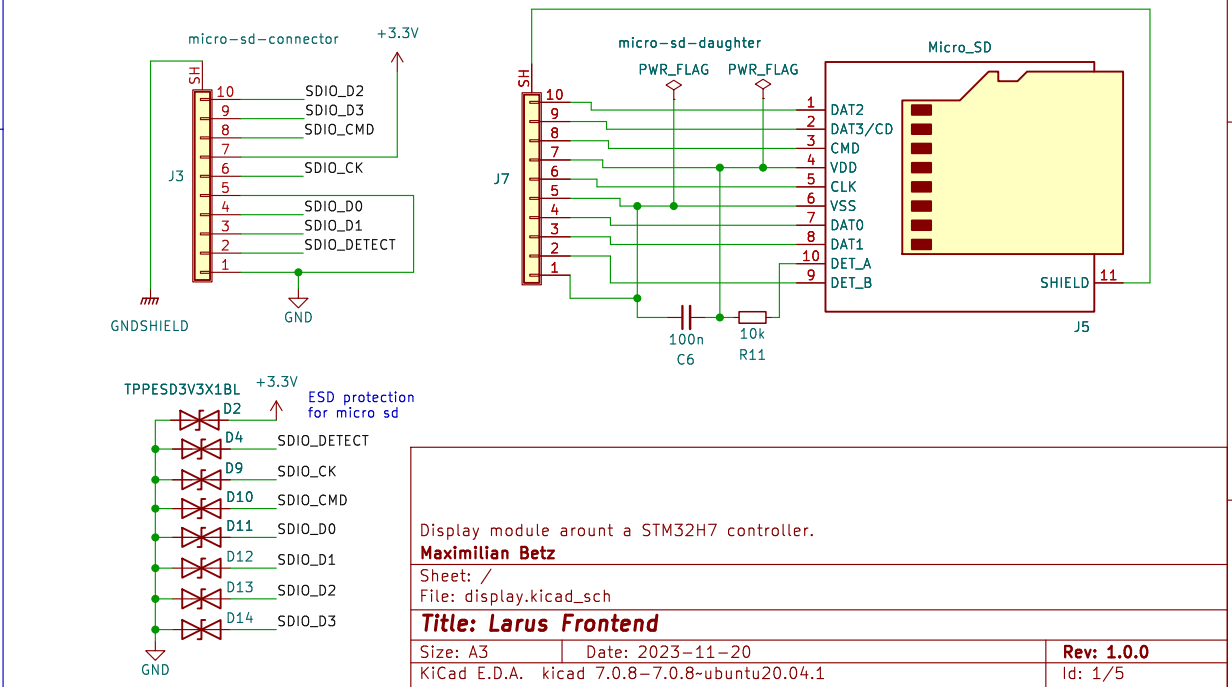 micro-sd-connector
+3.3V
SH
10 SDIO_D2
9 SDIO_D3
8 SDIO_CMD
7
6 SDIO_CK
5
4 SDIO_D0
3 SDIO_D1
2 SDIO_DETECT
1
J3
GNDSHIELD
GND
micro-sd-daughter
PWR_FLAG PWR_FLAG
SH
10
9
8
7
6
5
4
3
2
1
J7
Micro_SD
1 DAT2
2 DAT3/CD
3 CMD
4 VDD
5 CLK
6 VSS
7 DAT0
8 DAT1
10 DET_A
9 DET_B
SHIELD 11
J5
100n
C6
10k
R11
TPPESD3V3X1BL
+3.3V
ESD protection
for micro sd
D2
D4 SDIO_DETECT
D9 SDIO_CK
D10 SDIO_CMD
D11 SDIO_D0
D12 SDIO_D1
D13 SDIO_D2
D14 SDIO_D3
GND
Display module arount a STM32H7 controller.
Maximilian Betz
Sheet: /
File: display.kicad_sch
Title: Larus Frontend
Size: A3 Date: 2023-11-20 Rev: 1.0.0
KiCad E.D.A. kicad 7.0.8-7.0.8~ubuntu20.04.1 Id: 1/5